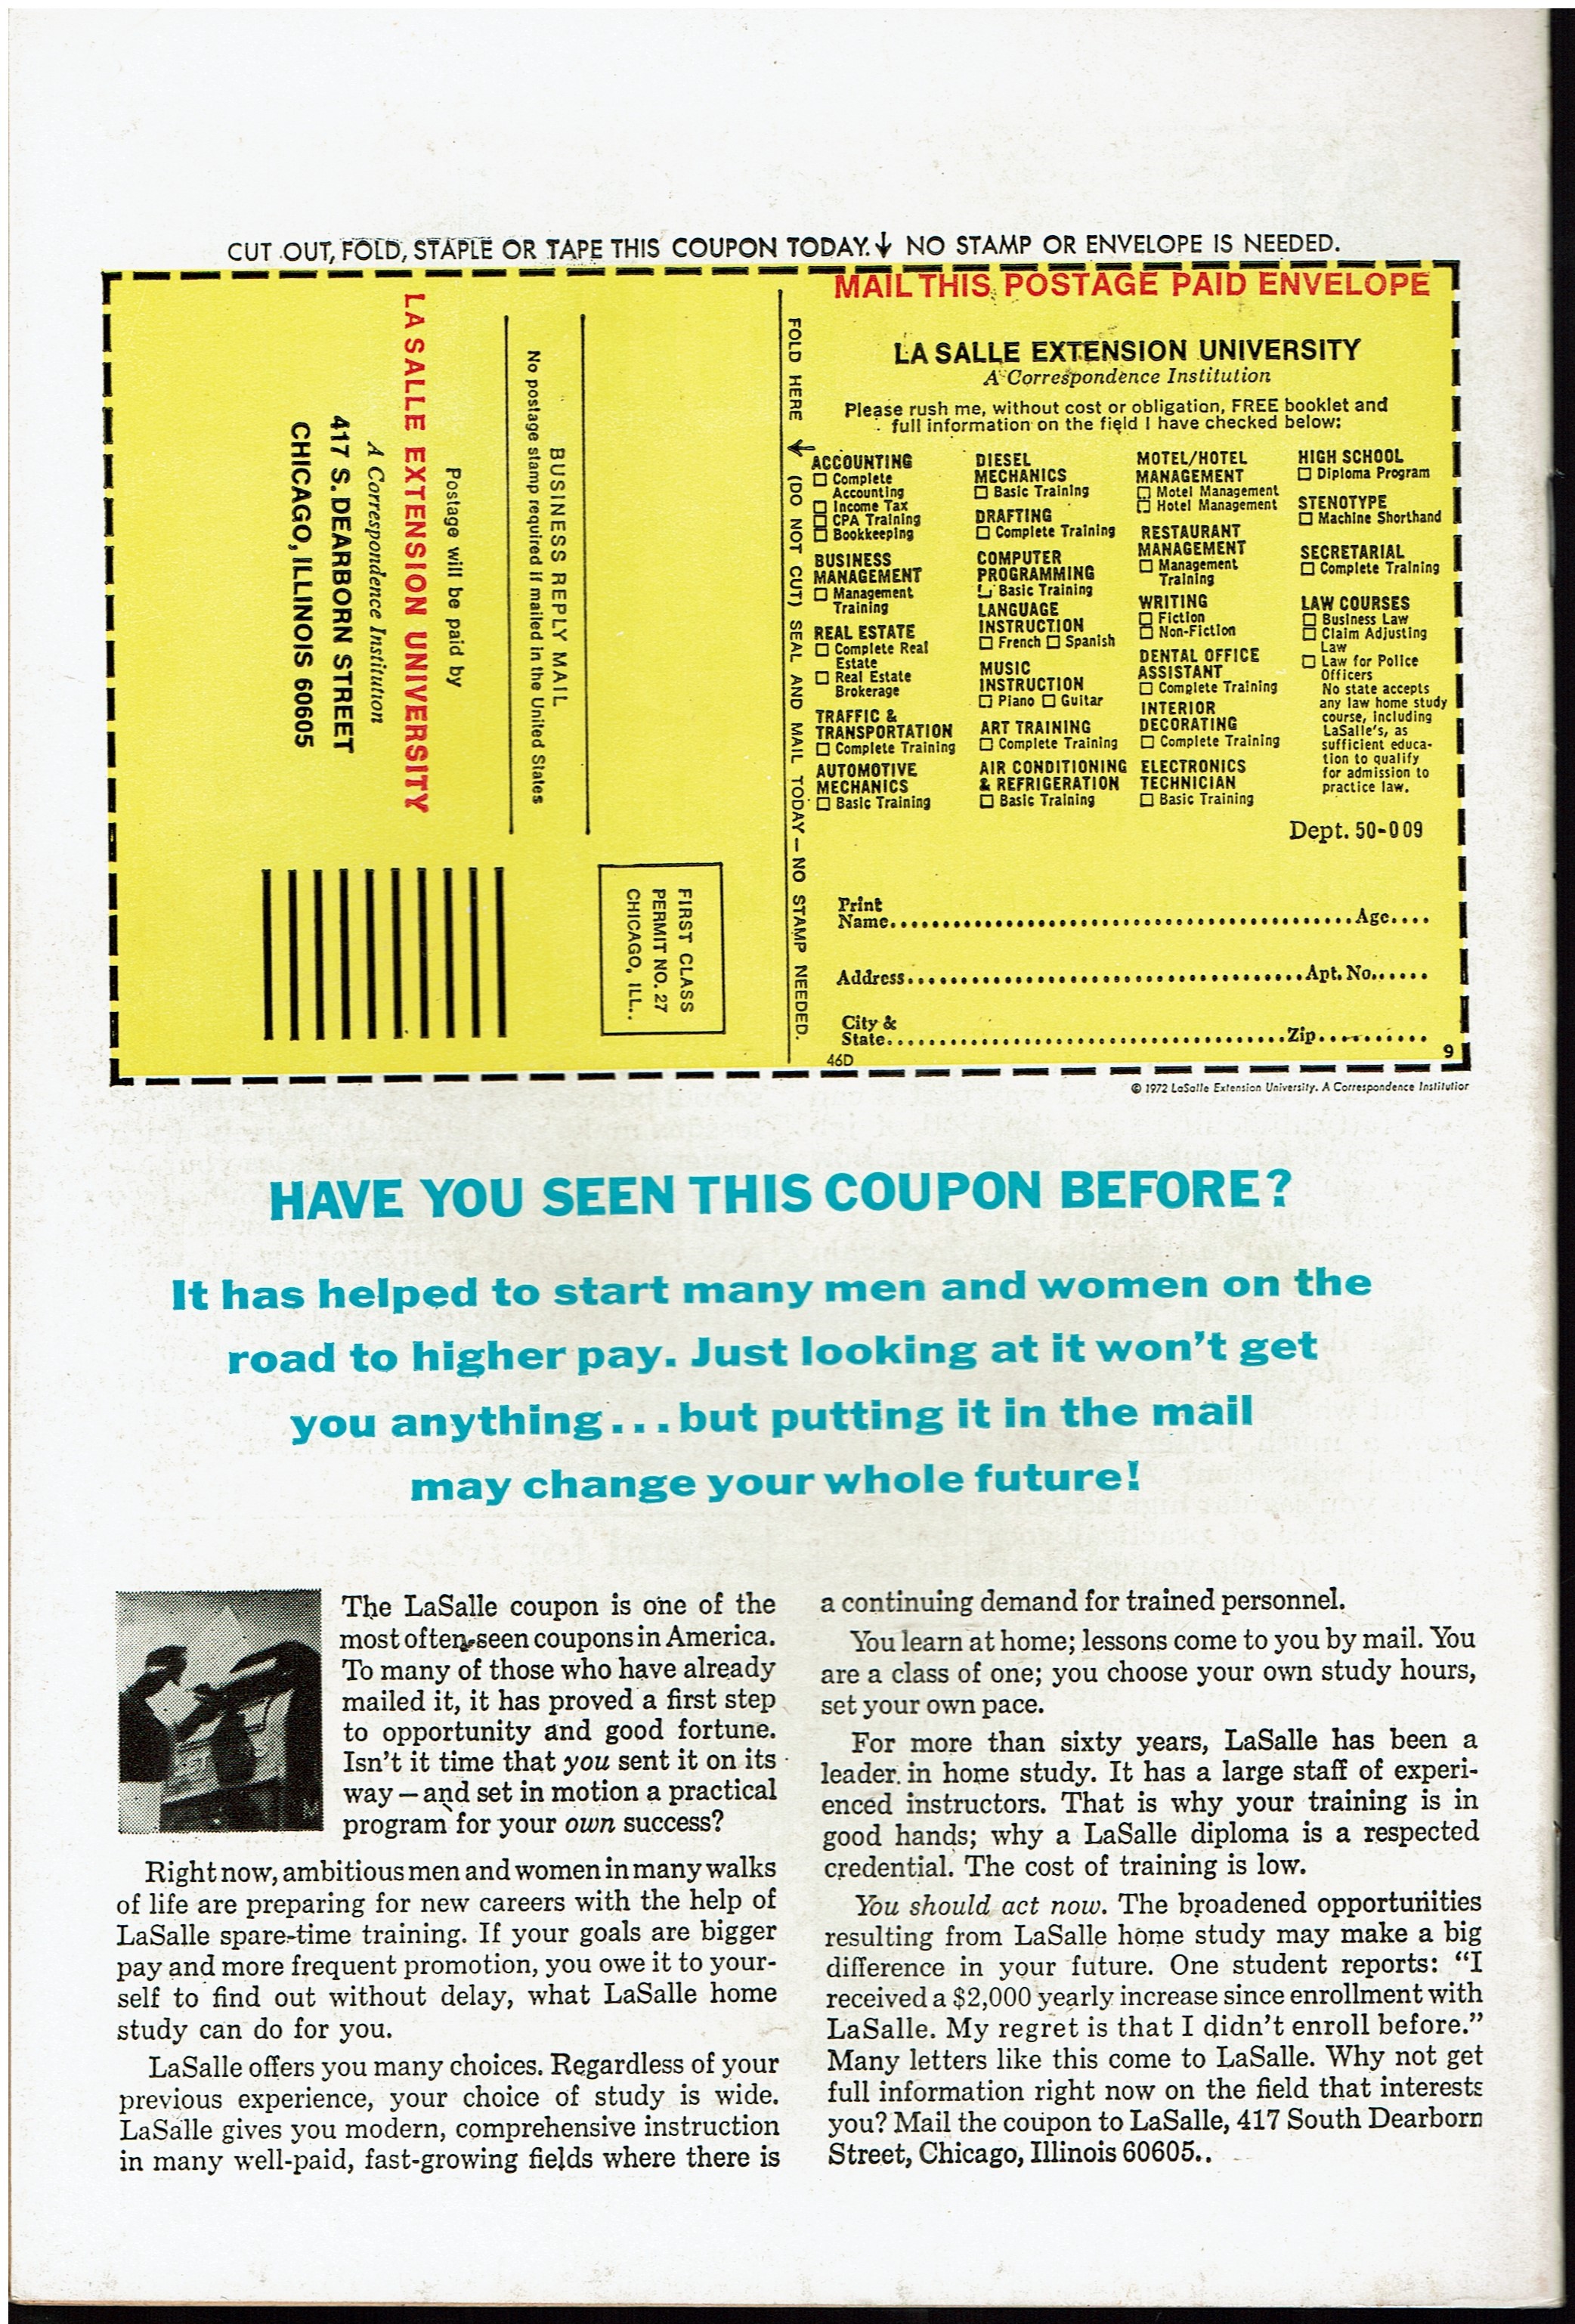 CUT OUT, FOLD, STAPLE OR TAPE THIS COUPON TODAY.↓ NO STAMP OR ENVELOPE IS NEEDED.
LA SALLE EXTENSION UNIVERSITY
A Correspondence Institution
417 S. DEARBORN STREET
CHICAGO, ILLINOIS 60605
Postage will be paid by
No postage stamp required if mailed in the United States
BUSINESS REPLY MAIL
FIRST CLASS
PERMIT NO. 27
CHICAGO, ILL..
FOLD HERE ↓ (DO NOT CUT) SEAL AND MAIL TODAY — NO STAMP NEEDED.
MAIL THIS POSTAGE PAID ENVELOPE
LA SALLE EXTENSION UNIVERSITY
A Correspondence Institution
Please rush me, without cost or obligation, FREE booklet and
full information on the field I have checked below:
ACCOUNTING
☐ Complete
Accounting
☐ Income Tax
☐ CPA Training
☐ Bookkeeping
BUSINESS
MANAGEMENT
☐ Management
Training
REAL ESTATE
☐ Complete Real
Estate
☐ Real Estate
Brokerage
TRAFFIC &
TRANSPORTATION
☐ Complete Training
AUTOMOTIVE
MECHANICS
☐ Basic Training
DIESEL
MECHANICS
☐ Basic Training
DRAFTING
☐ Complete Training
COMPUTER
PROGRAMMING
☐ Basic Training
LANGUAGE
INSTRUCTION
☐ French ☐ Spanish
MUSIC
INSTRUCTION
☐ Piano ☐ Guitar
ART TRAINING
☐ Complete Training
AIR CONDITIONING
& REFRIGERATION
☐ Basic Training
MOTEL/HOTEL
MANAGEMENT
☐ Motel Management
☐ Hotel Management
RESTAURANT
MANAGEMENT
☐ Management
Training
WRITING
☐ Fiction
☐ Non-Fiction
DENTAL OFFICE
ASSISTANT
☐ Complete Training
INTERIOR
DECORATING
☐ Complete Training
ELECTRONICS
TECHNICIAN
☐ Basic Training
HIGH SCHOOL
☐ Diploma Program
STENOTYPE
☐ Machine Shorthand
SECRETARIAL
☐ Complete Training
LAW COURSES
☐ Business Law
☐ Claim Adjusting
Law
☐ Law for Police
Officers
No state accepts
any law home study
course, including
LaSalle's, as
sufficient educa-
tion to qualify
for admission to
practice law.
Dept. 50-009
Print
Name..........Age....
Address..........Apt. No......
City &
State..........Zip..........
46D 9
© 1972 LaSalle Extension University. A Correspondence Institution
HAVE YOU SEEN THIS COUPON BEFORE?
It has helped to start many men and women on the
road to higher pay. Just looking at it won't get
you anything...but putting it in the mail
may change your whole future!
The LaSalle coupon is one of the
most often-seen coupons in America.
To many of those who have already
mailed it, it has proved a first step
to opportunity and good fortune.
Isn't it time that you sent it on its
way — and set in motion a practical
program for your own success?
Right now, ambitious men and women in many walks
of life are preparing for new careers with the help of
LaSalle spare-time training. If your goals are bigger
pay and more frequent promotion, you owe it to your-
self to find out without delay, what LaSalle home
study can do for you.
LaSalle offers you many choices. Regardless of your
previous experience, your choice of study is wide.
LaSalle gives you modern, comprehensive instruction
in many well-paid, fast-growing fields where there is
a continuing demand for trained personnel.
You learn at home; lessons come to you by mail. You
are a class of one; you choose your own study hours,
set your own pace.
For more than sixty years, LaSalle has been a
leader in home study. It has a large staff of experi-
enced instructors. That is why your training is in
good hands; why a LaSalle diploma is a respected
credential. The cost of training is low.
You should act now. The broadened opportunities
resulting from LaSalle home study may make a big
difference in your future. One student reports: "I
received a $2,000 yearly increase since enrollment with
LaSalle. My regret is that I didn't enroll before."
Many letters like this come to LaSalle. Why not get
full information right now on the field that interests
you? Mail the coupon to LaSalle, 417 South Dearborn
Street, Chicago, Illinois 60605..